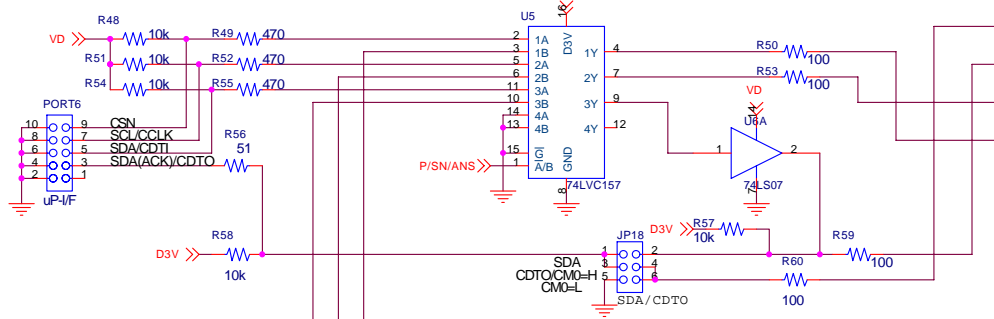 R48
VD
10k
R49
470
R51
10k
R52
470
R54
10k
R55
470
U5
16
D3V
2 1A
3 1B
5 2A
6 2B
11 3A
10 3B
14 4A
13 4B
15 G
1 A/B
1Y 4
2Y 7
3Y 9
4Y 12
GND
8
74LVC157
P/SN/ANS
R50
100
R53
100
VD
14
U6A
1
2
7
74LS07
PORT6
10 9 CSN
8 7 SCL/CCLK
6 5 SDA/CDTI
4 3 SDA(ACK)/CDTO
2 1
uP-I/F
R56
51
D3V
R58
10k
D3V
R57
10k
JP18
1 2
3 4
5 6
SDA
CDTO/CM0=H
CM0=L
SDA/CDTO
R59
100
R60
100